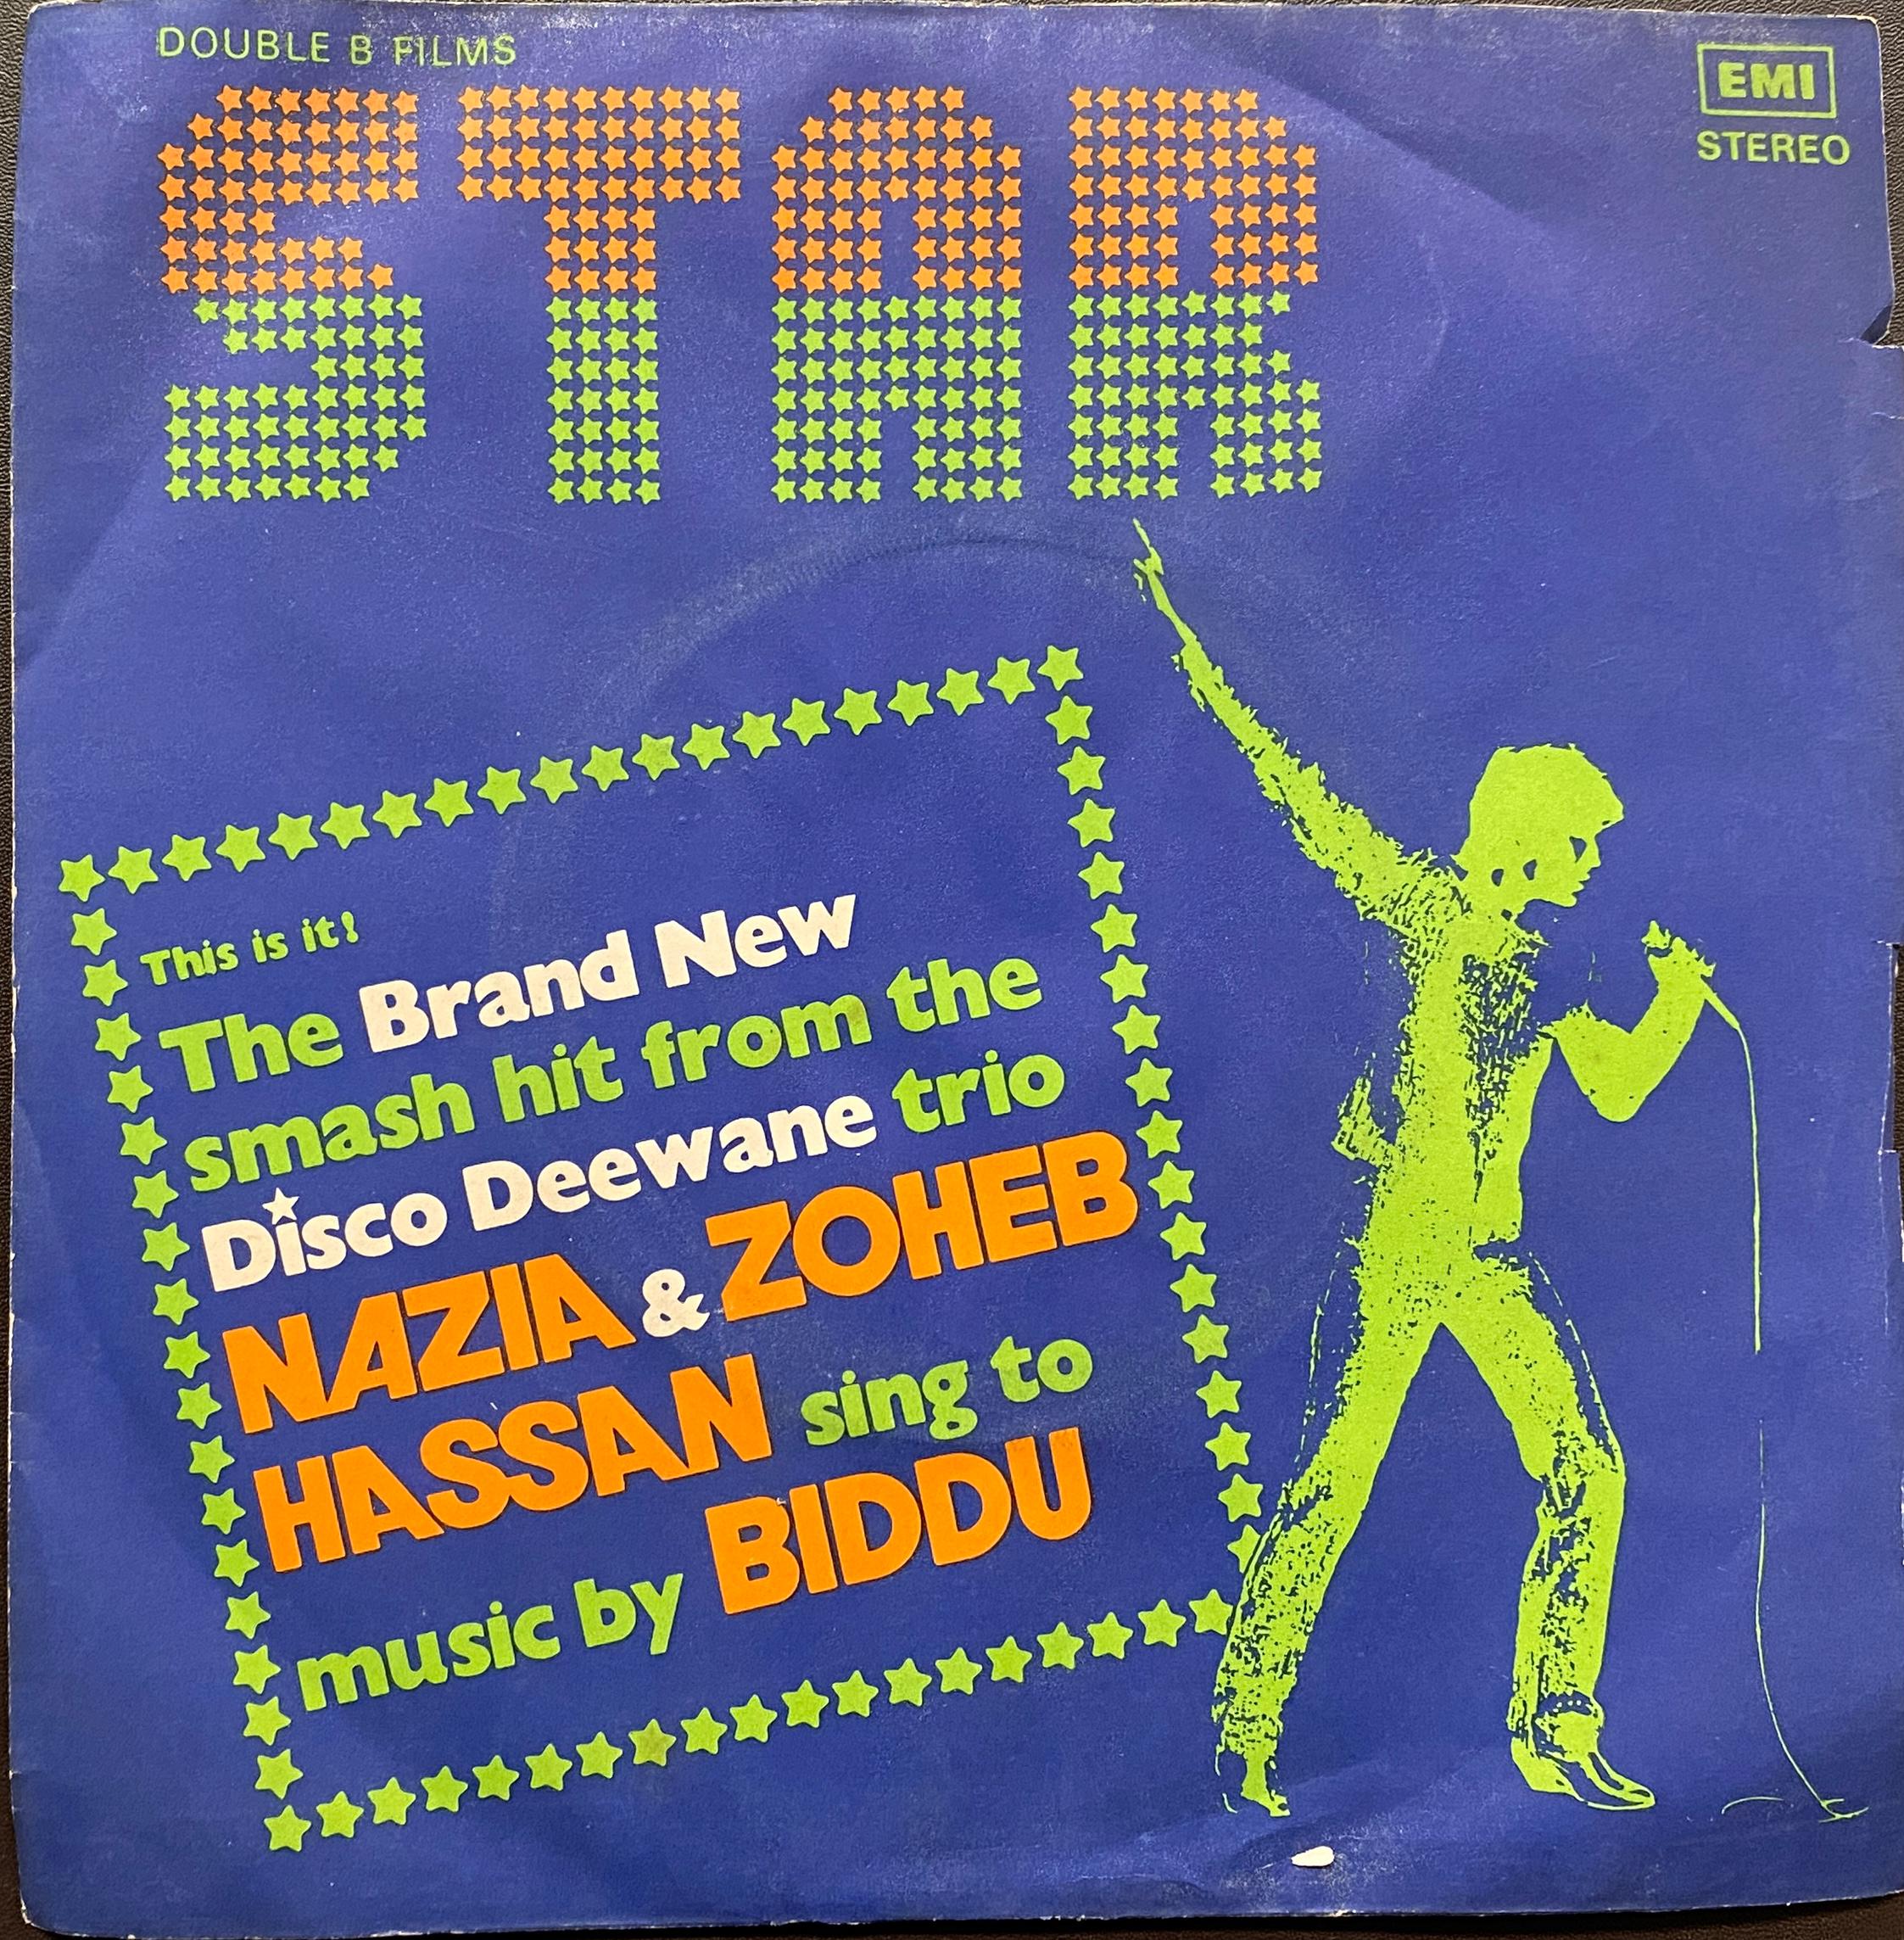 DOUBLE B FILMS
EMI
STEREO
STAR
This is it!
The Brand New
smash hit from the
Disco Deewane trio
NAZIA & ZOHEB
HASSAN sing to
music by BIDDU